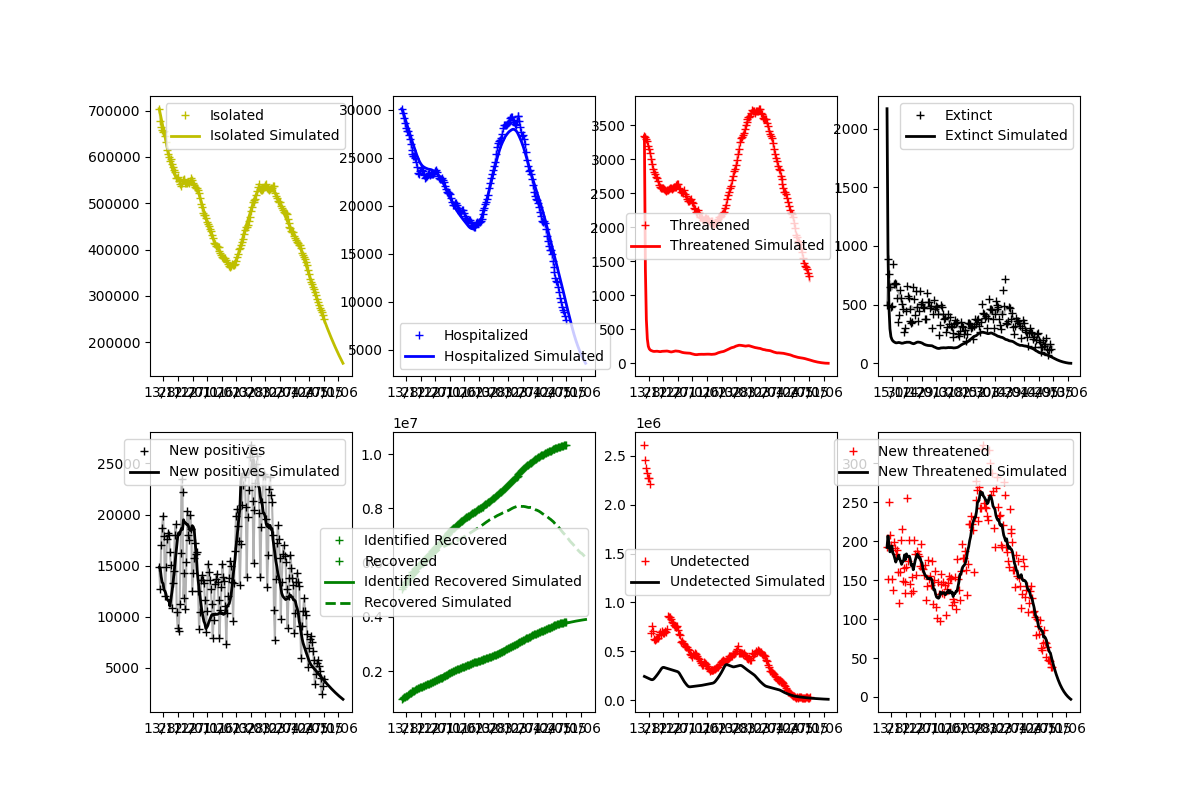 700000
600000
500000
400000
300000
200000
Isolated
Isolated Simulated
30000
25000
20000
15000
10000
5000
Hospitalized
Hospitalized Simulated
3500
3000
2500
2000
1500
1000
500
0
Threatened
Threatened Simulated
2000
1500
1000
500
0
Extinct
Extinct Simulated
25000
20000
15000
10000
5000
New positives
New positives Simulated
1e7
1.0
0.8
0.4
0.2
Identified Recovered
Recovered
Identified Recovered Simulated
Recovered Simulated
1e6
2.5
2.0
1.5
1.0
0.5
0.0
Undetected
Undetected Simulated
300
250
200
150
100
50
0
New threatened
New Threatened Simulated